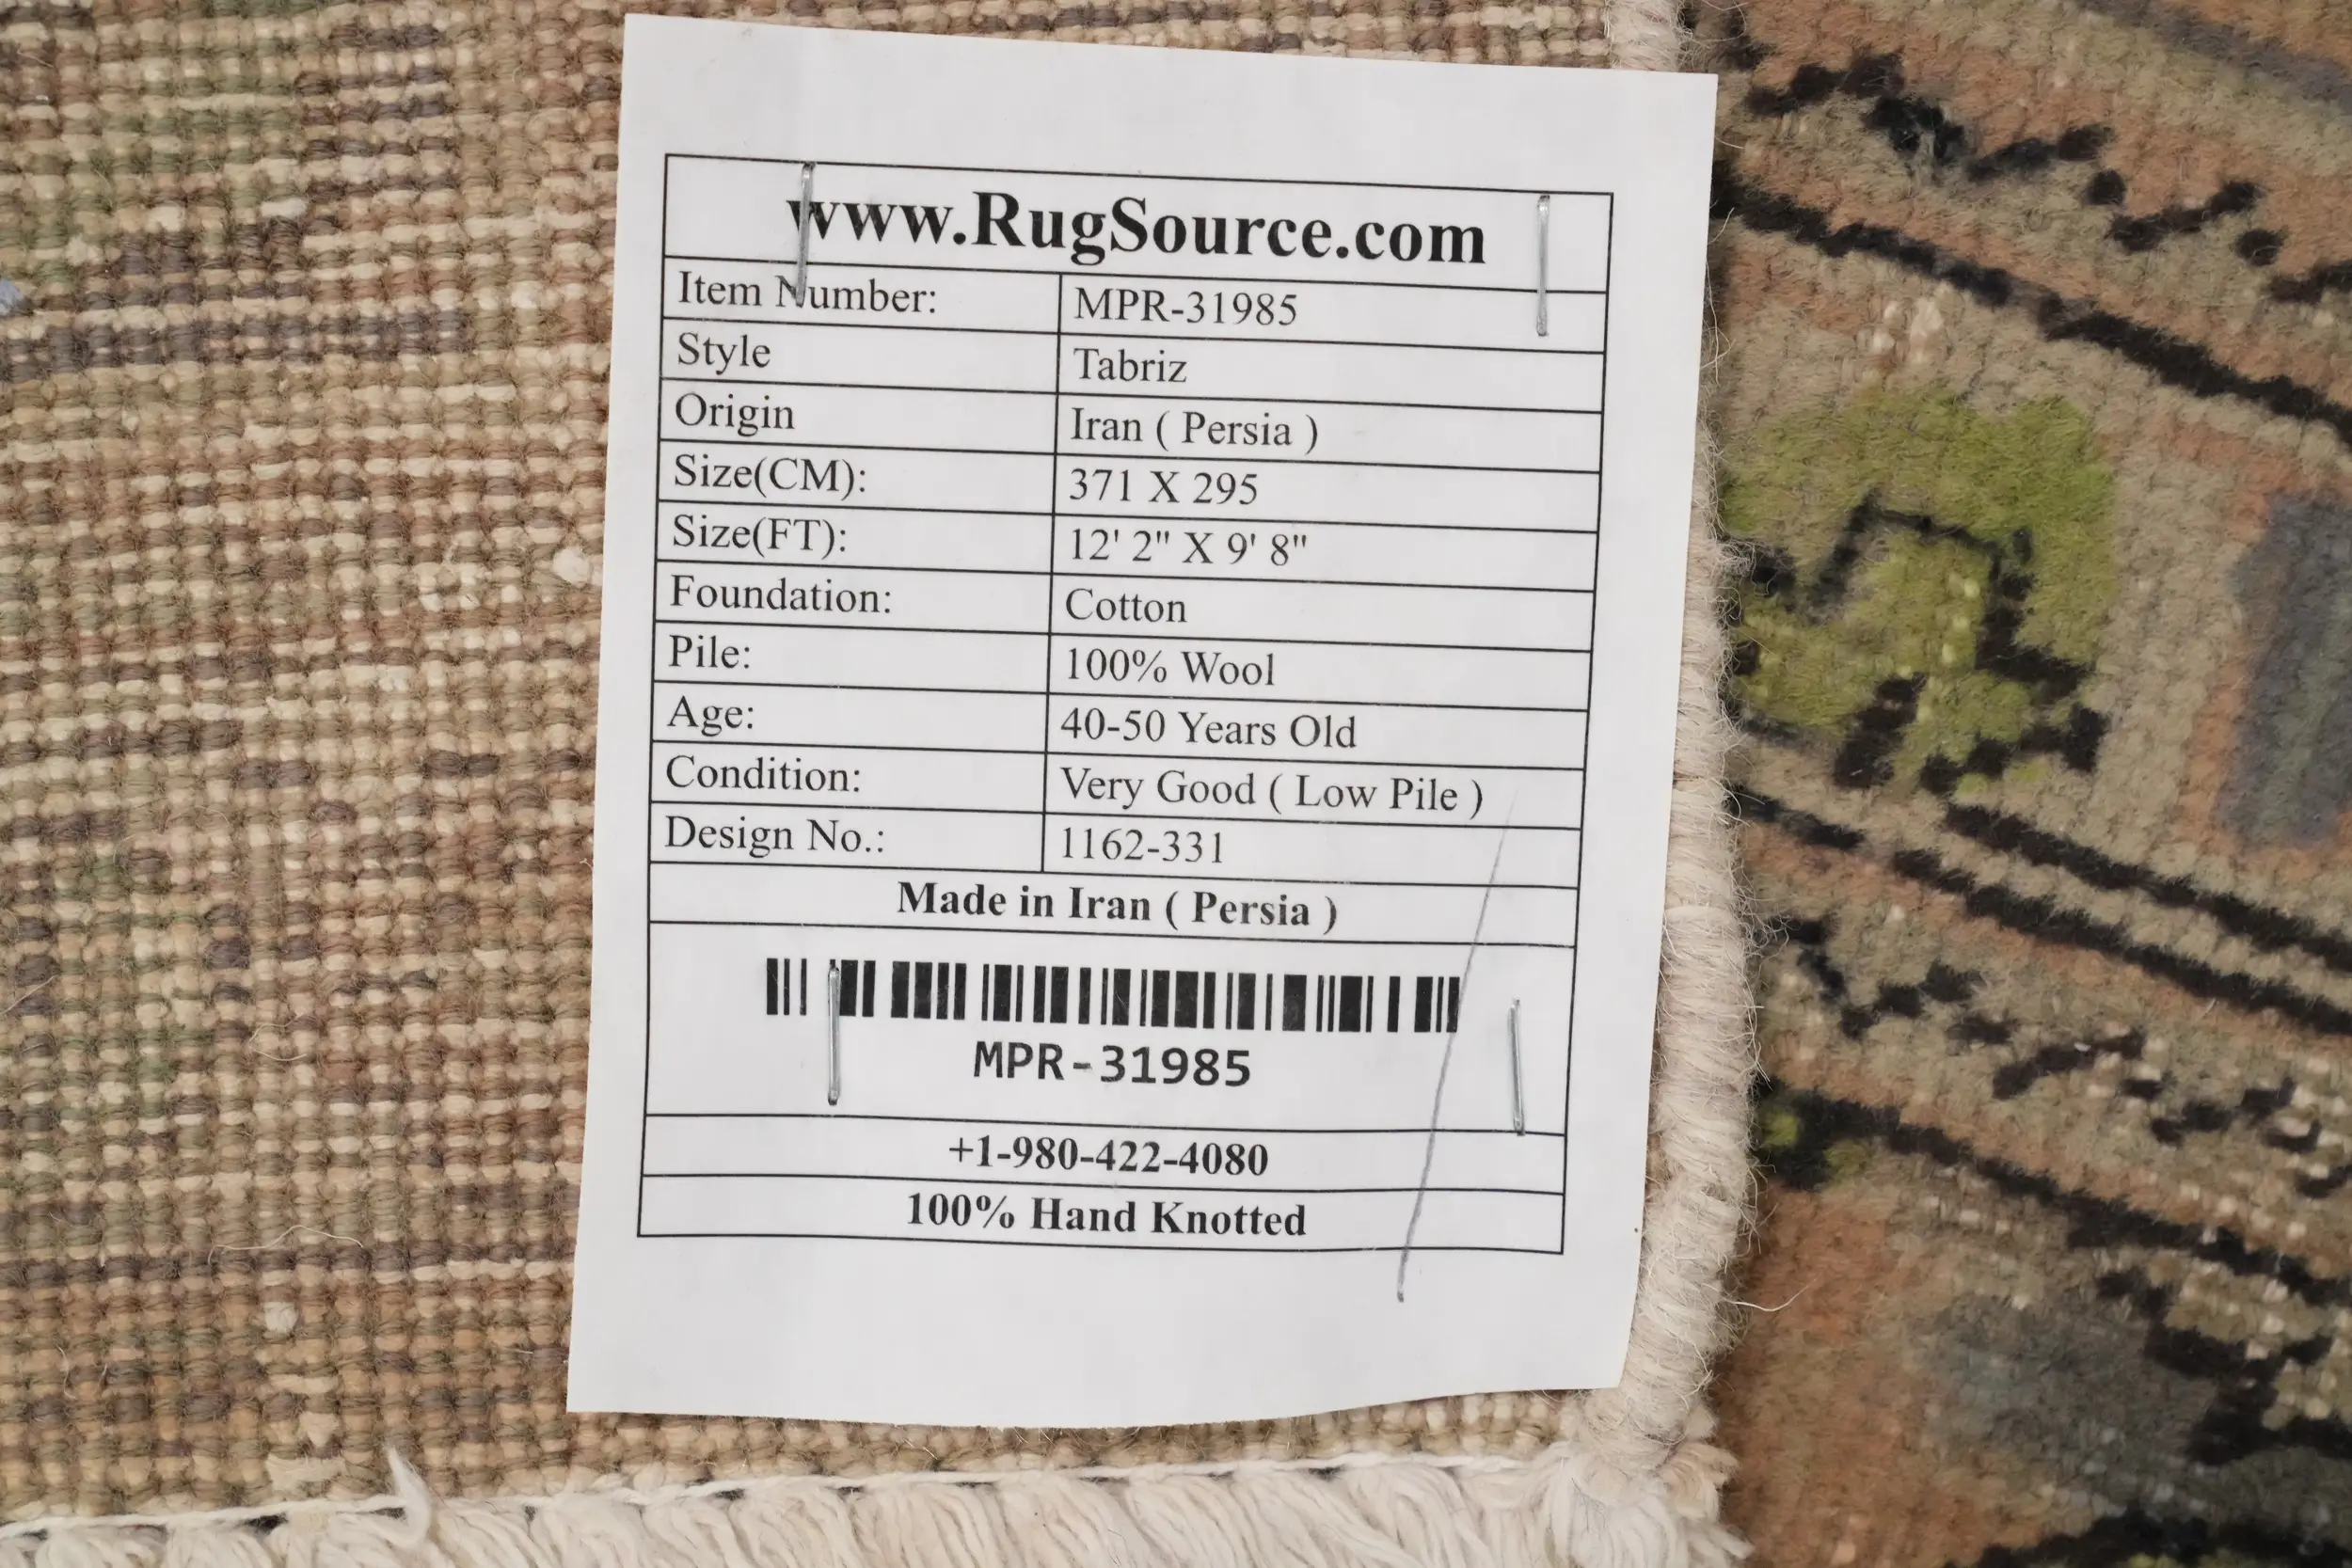 www.RugSource.com
Item Number: MPR-31985
Style Tabriz
Origin Iran ( Persia )
Size(CM): 371 X 295
Size(FT): 12' 2" X 9' 8"
Foundation: Cotton
Pile: 100% Wool
Age: 40-50 Years Old
Condition: Very Good ( Low Pile )
Design No.: 1162-331
Made in Iran ( Persia )
MPR-31985
+1-980-422-4080
100% Hand Knotted